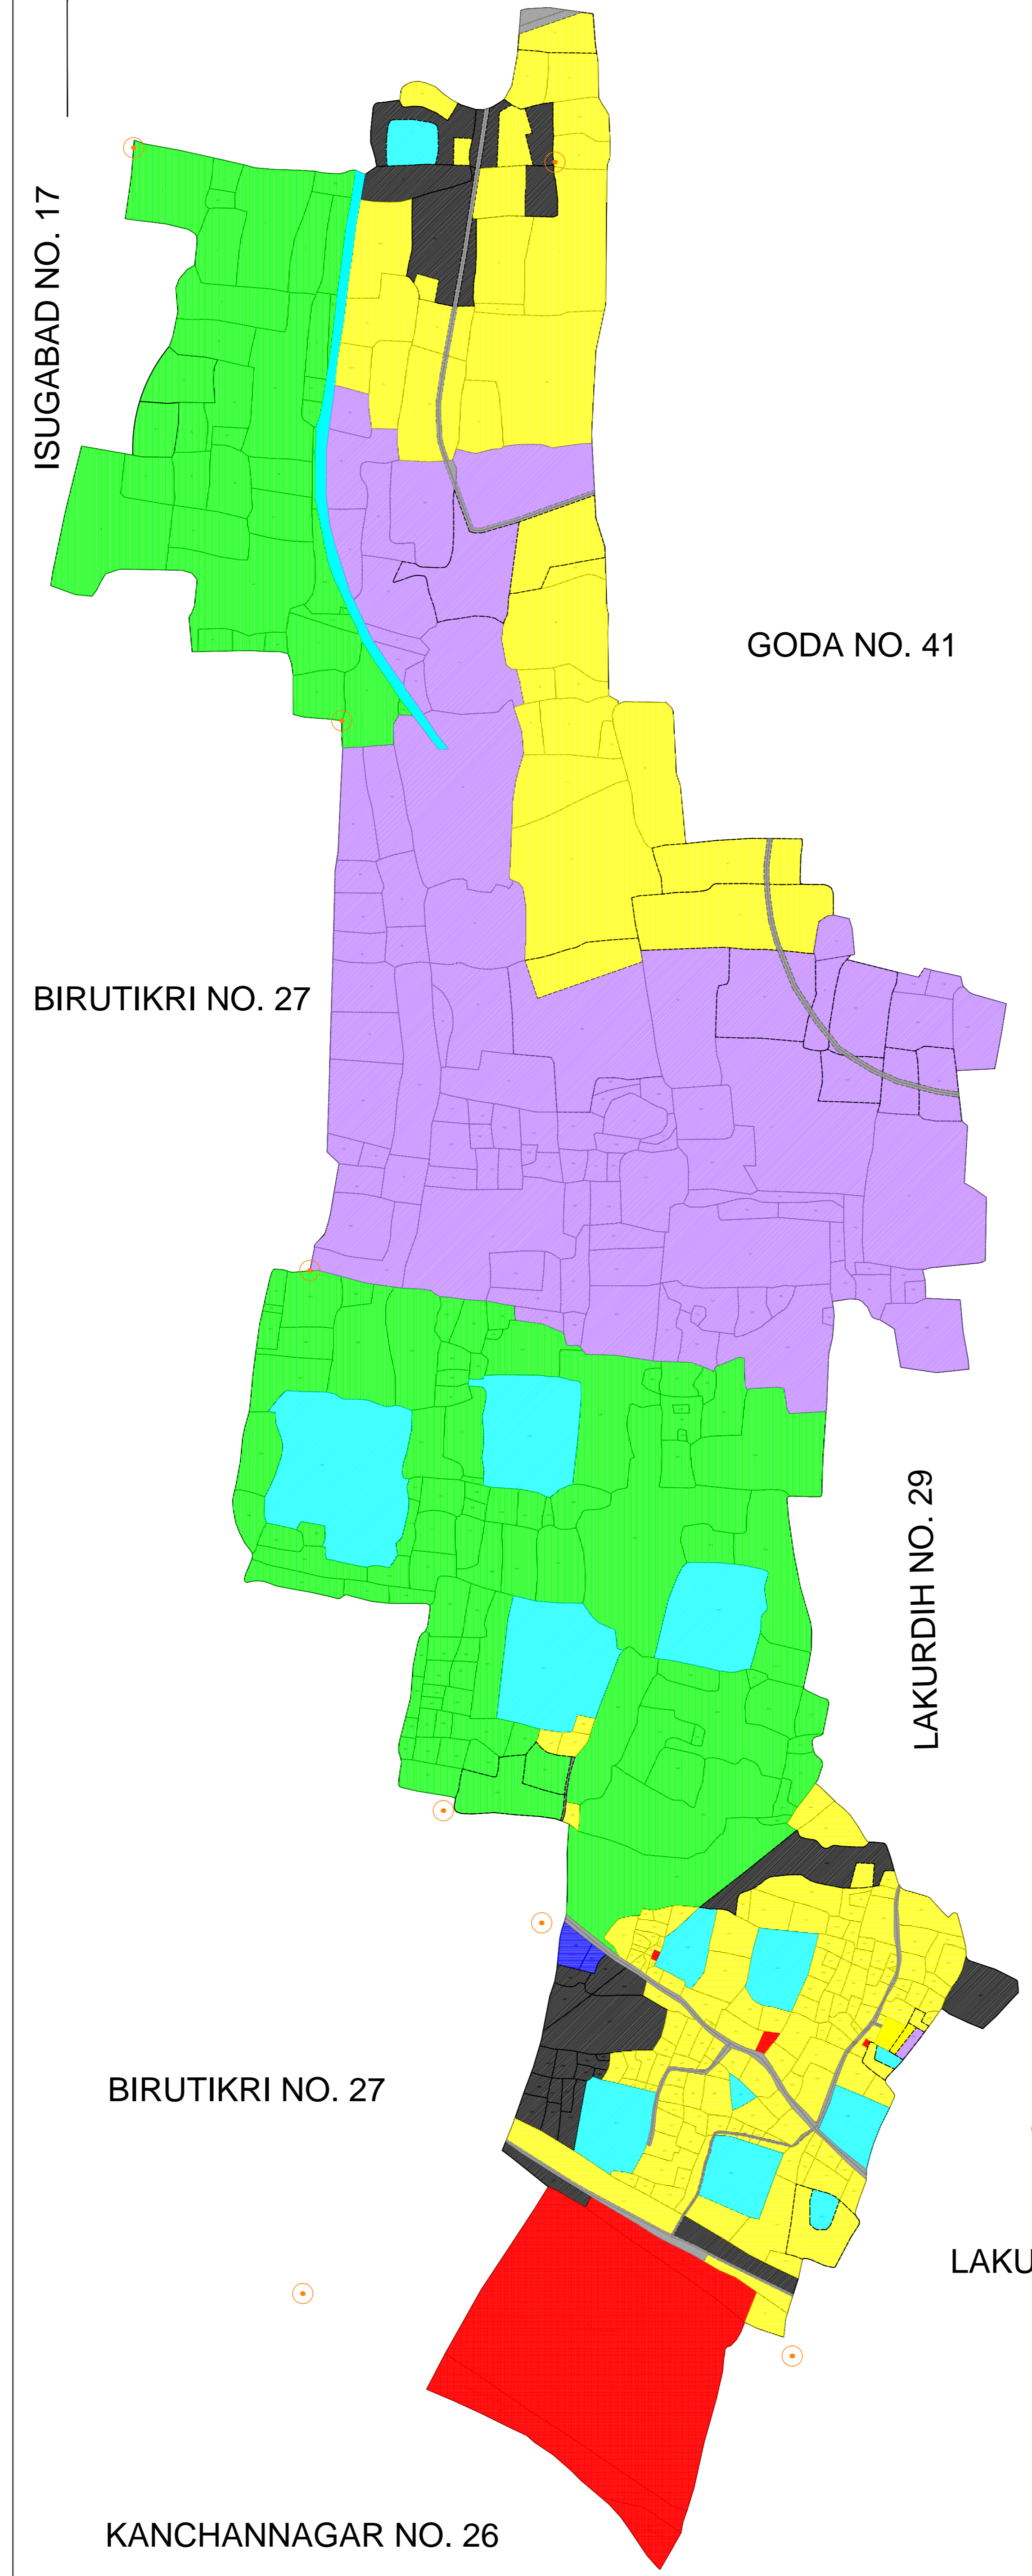 ISUGABAD NO. 17
GODA NO. 41
BIRUTIKRI NO. 27
LAKURDIH NO. 29
BIRUTIKRI NO. 27
LAKU
KANCHANNAGAR NO. 26